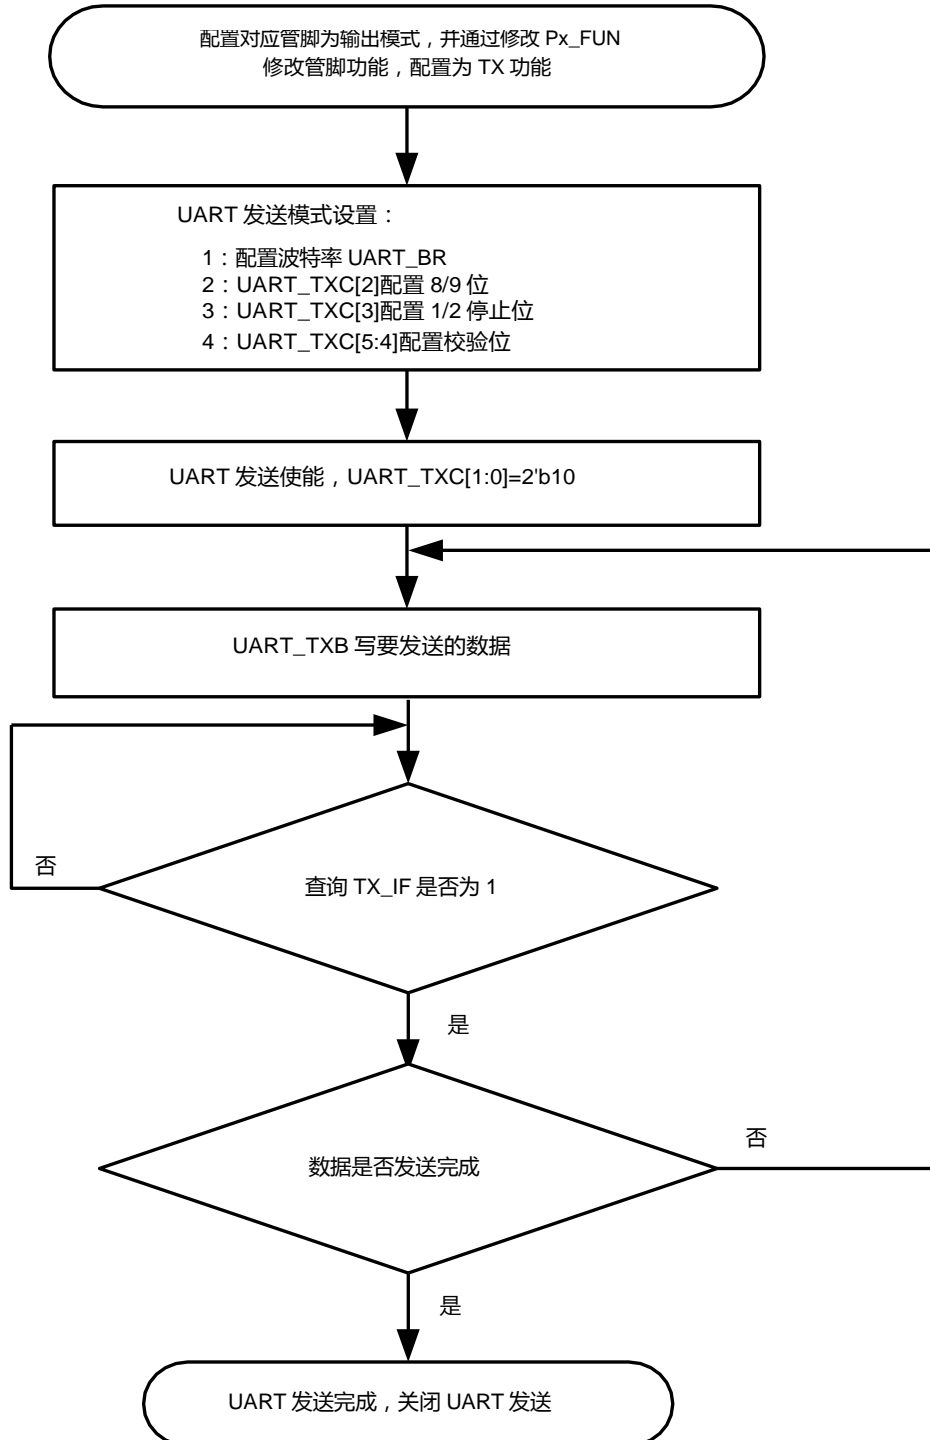 配置对应管脚为输出模式，并通过修改 Px_FUN
修改管脚功能，配置为 TX 功能
UART 发送模式设置：
1：配置波特率 UART_BR
2：UART_TXC[2]配置 8/9 位
3：UART_TXC[3]配置 1/2 停止位
4：UART_TXC[5:4]配置校验位
UART 发送使能，UART_TXC[1:0]=2'b10
UART_TXB 写要发送的数据
否
查询 TX_IF 是否为 1
是
否
数据是否发送完成
是
UART 发送完成，关闭 UART 发送